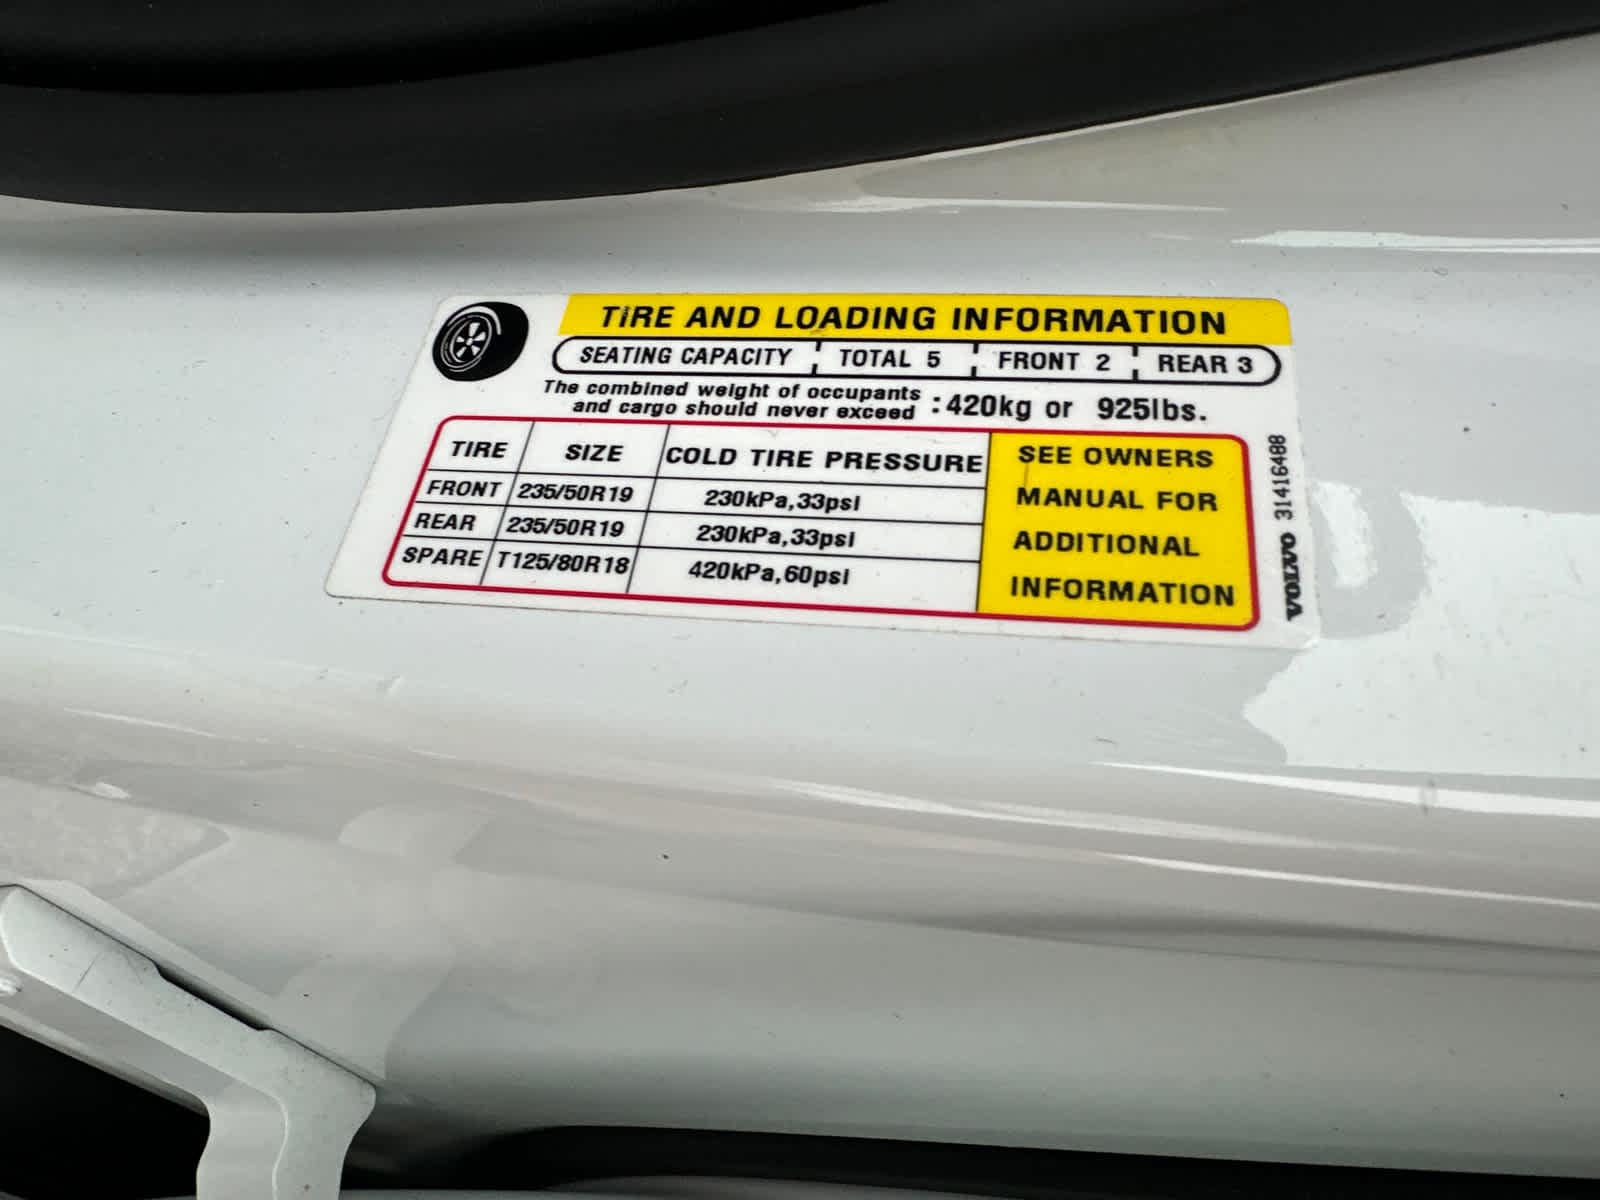 TIRE AND LOADING INFORMATION
SEATING CAPACITY TOTAL 5 FRONT 2 REAR 3
The combined weight of occupants
and cargo should never exceed : 420kg or 925lbs.
TIRE SIZE COLD TIRE PRESSURE
FRONT 235/50R19 230kPa,33psi
REAR 235/50R19 230kPa,33psi
SPARE T125/80R18 420kPa,60psi
SEE OWNERS
MANUAL FOR
ADDITIONAL
INFORMATION
VOLVO 31416488